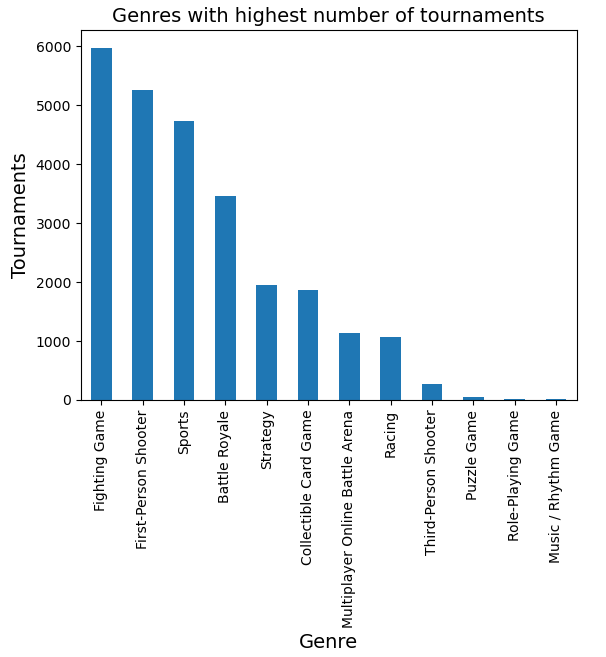 Genres with highest number of tournaments
Tournaments
6000
5000
4000
3000
2000
1000
0
Fighting Game
First-Person Shooter
Sports
Battle Royale
Strategy
Collectible Card Game
Multiplayer Online Battle Arena
Racing
Third-Person Shooter
Puzzle Game
Role-Playing Game
Music / Rhythm Game
Genre